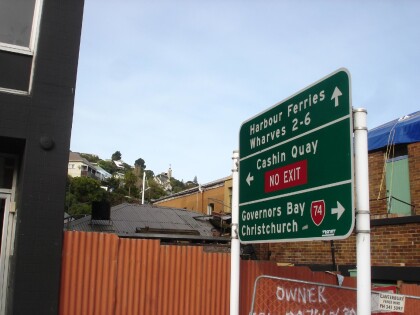 Harbour Ferries
Wharves 2-6
Cashin Quay
NO EXIT
Governors Bay
Christchurch
74
OWNER